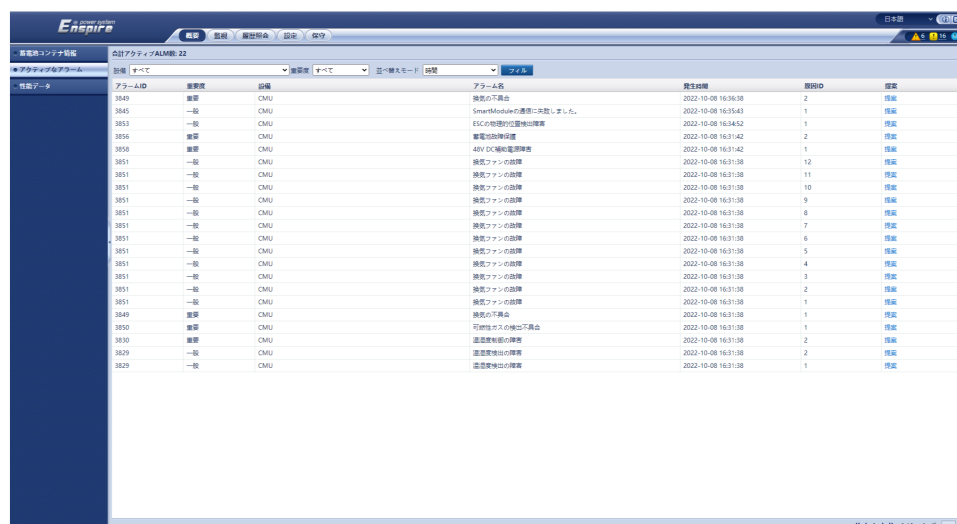 e power system
Enspire
日本語
概要 監視 履歴照会 設定 保守
6 16
蓄電池コンテナ情報
アクティブなアラーム
性能データ
合計アクティブALM数: 22
設備 すべて 重要度 すべて 並べ替えモード 時間 フィル
アラームID 重要度 設備 アラーム名 発生時間 原因ID 提案
3849 重要 CMU 換気の不具合 2022-10-08 16:36:38 2 提案
3845 一般 CMU SmartModuleの通信に失敗しました。 2022-10-08 16:35:43 1 提案
3853 一般 CMU ESCの物理的位置検出障害 2022-10-08 16:34:52 1 提案
3856 重要 CMU 蓄電池故障保護 2022-10-08 16:31:42 2 提案
3858 重要 CMU 48V DC補助電源障害 2022-10-08 16:31:42 1 提案
3851 一般 CMU 換気ファンの故障 2022-10-08 16:31:38 12 提案
3851 一般 CMU 換気ファンの故障 2022-10-08 16:31:38 11 提案
3851 一般 CMU 換気ファンの故障 2022-10-08 16:31:38 10 提案
3851 一般 CMU 換気ファンの故障 2022-10-08 16:31:38 9 提案
3851 一般 CMU 換気ファンの故障 2022-10-08 16:31:38 8 提案
3851 一般 CMU 換気ファンの故障 2022-10-08 16:31:38 7 提案
3851 一般 CMU 換気ファンの故障 2022-10-08 16:31:38 6 提案
3851 一般 CMU 換気ファンの故障 2022-10-08 16:31:38 5 提案
3851 一般 CMU 換気ファンの故障 2022-10-08 16:31:38 4 提案
3851 一般 CMU 換気ファンの故障 2022-10-08 16:31:38 3 提案
3851 一般 CMU 換気ファンの故障 2022-10-08 16:31:38 2 提案
3851 一般 CMU 換気ファンの故障 2022-10-08 16:31:38 1 提案
3849 重要 CMU 換気の不具合 2022-10-08 16:31:38 1 提案
3850 重要 CMU 可燃性ガスの検出不具合 2022-10-08 16:31:38 1 提案
3830 重要 CMU 温湿度制御の障害 2022-10-08 16:31:38 2 提案
3829 一般 CMU 温湿度検出の障害 2022-10-08 16:31:38 2 提案
3829 一般 CMU 温湿度検出の障害 2022-10-08 16:31:38 1 提案